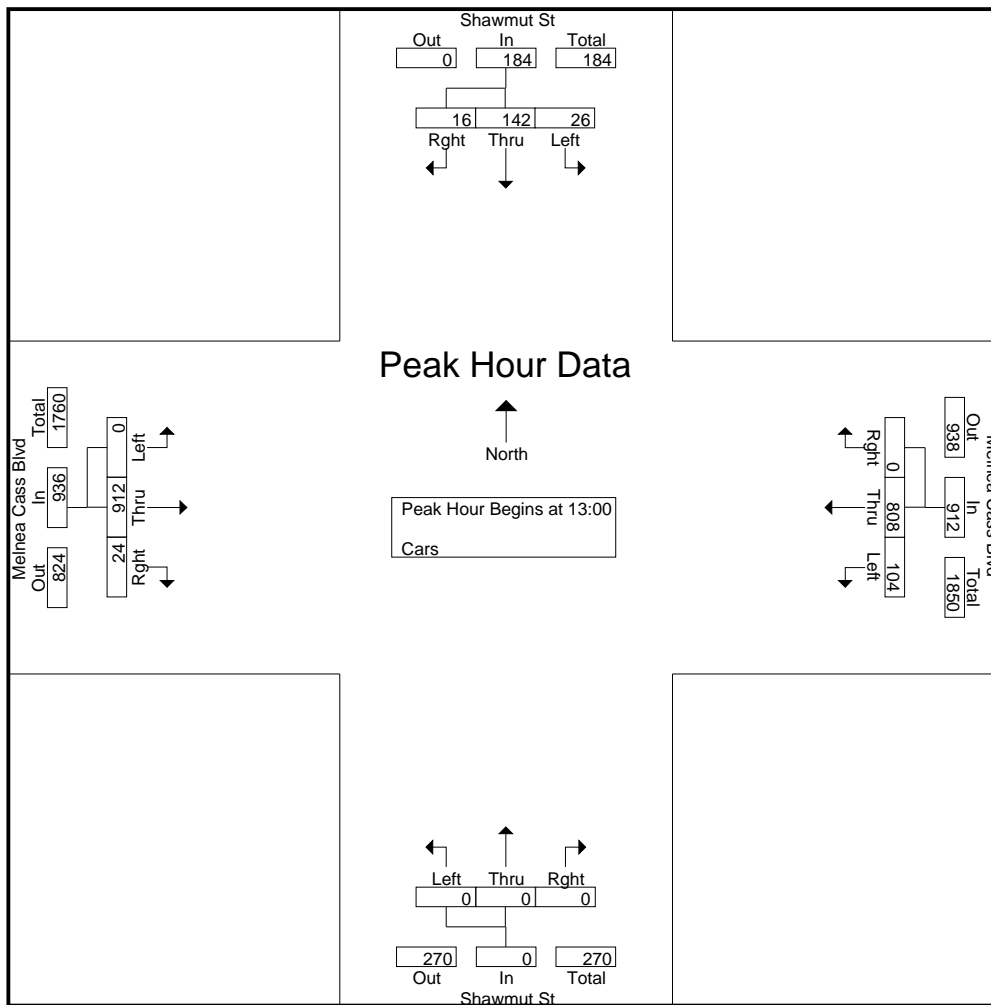 Shawmut St
Out In Total
0 184 184
16 142 26
Rght Thru Left
Peak Hour Data
North
Peak Hour Begins at 13:00
Cars
Melnea Cass Blvd
Total In Out
1760 936 824
0 912 24
Left Thru Rght
Melnea Cass Blvd
Out In Total
938 912 1850
0 808 104
Rght Thru Left
Left Thru Rght
0 0 0
270 0 270
Out In Total
Shawmut St